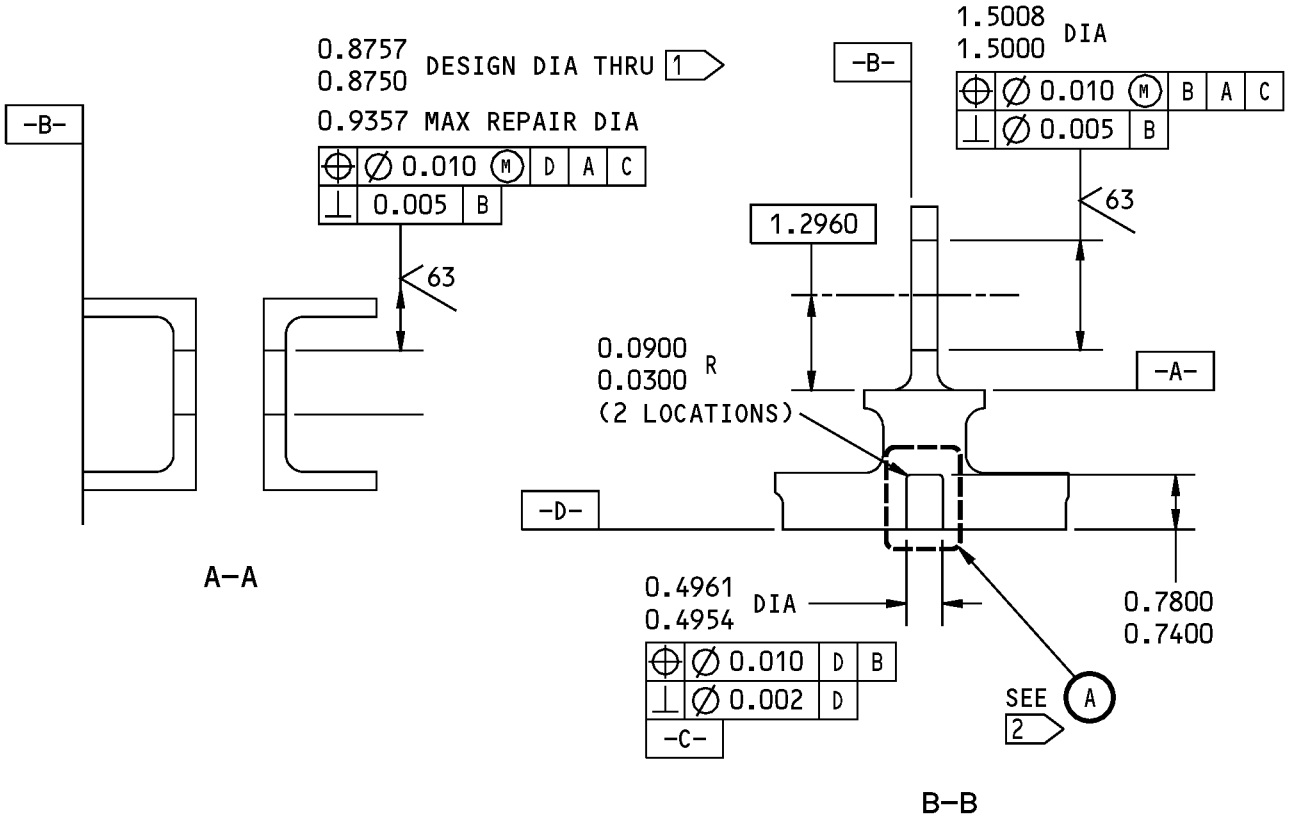 -B-
0.8757
0.8750 DESIGN DIA THRU 1
0.9357 MAX REPAIR DIA
⌖ ⌀ 0.010 Ⓜ D A C
⊥ 0.005 B
63
A-A
-B-
1.5008
1.5000 DIA
⌖ ⌀ 0.010 Ⓜ B A C
⊥ ⌀ 0.005 B
63
1.2960
0.0900
0.0300 R
(2 LOCATIONS)
-A-
-D-
0.4961
0.4954 DIA
⌖ ⌀ 0.010 D B
⊥ ⌀ 0.002 D
-C-
0.7800
0.7400
SEE A
2
B-B